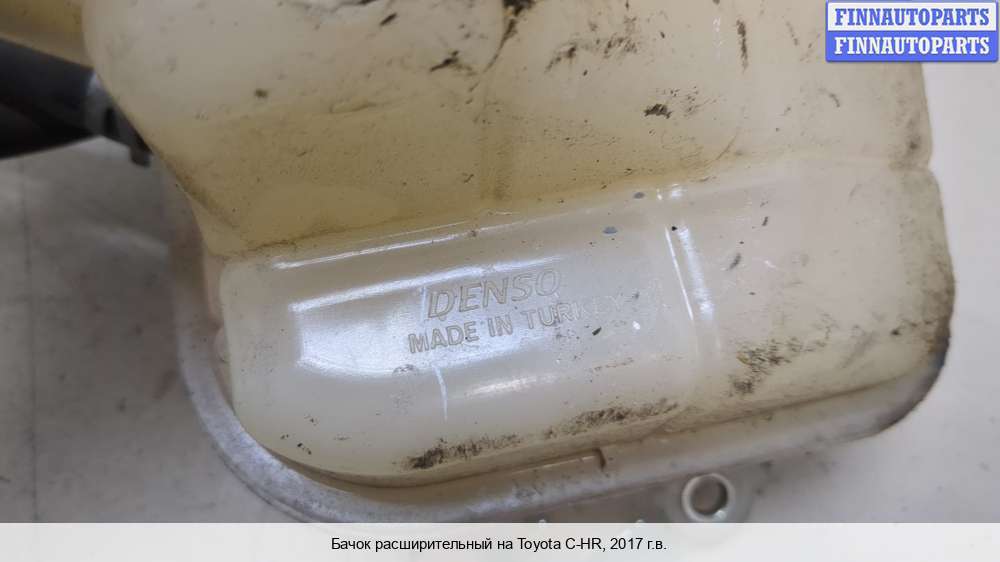 FINNAUTOPARTS
FINNAUTOPARTS
DENSO
MADE IN TURKEY
Бачок расширительный на Toyota C-HR, 2017 г.в.